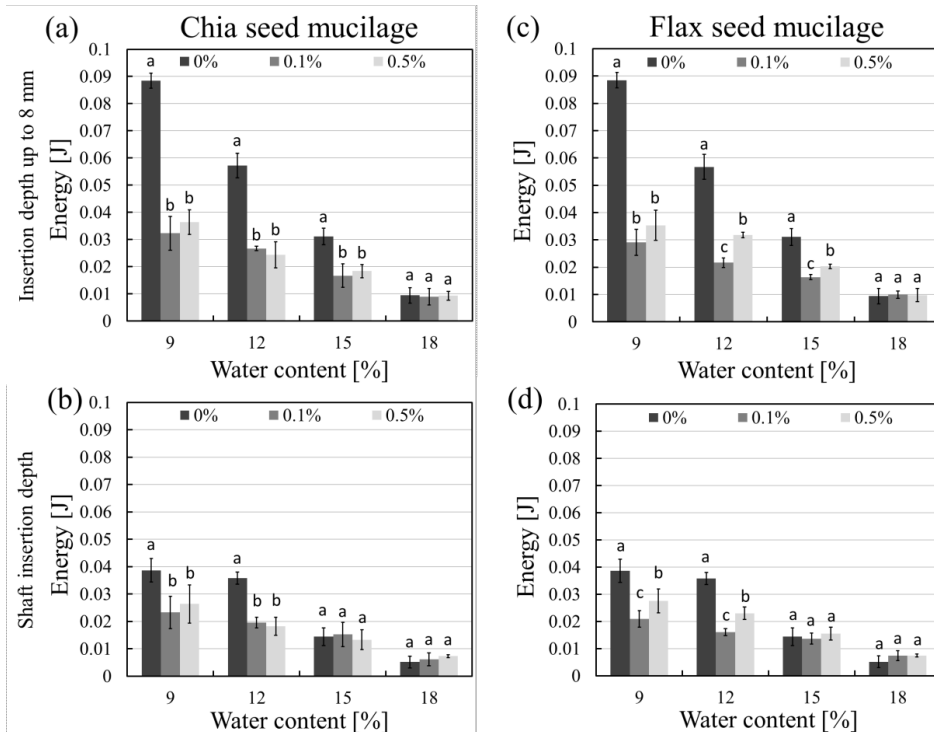 (a) Chia seed mucilage
Insertion depth up to 8 mm
Energy [J]
0.1
0.09
0.08
0.07
0.06
0.05
0.04
0.03
0.02
0.01
0
0% 0.1% 0.5%
a b b a b b a b b a a a
9 12 15 18
Water content [%]
(c) Flax seed mucilage
Energy [J]
0.1
0.09
0.08
0.07
0.06
0.05
0.04
0.03
0.02
0.01
0
0% 0.1% 0.5%
a b b a c b a c b a a a
9 12 15 18
Water content [%]
(b)
Shaft insertion depth
Energy [J]
0.1
0.09
0.08
0.07
0.06
0.05
0.04
0.03
0.02
0.01
0
0% 0.1% 0.5%
a b b a b b a a a a a a
9 12 15 18
Water content [%]
(d)
Energy [J]
0.1
0.09
0.08
0.07
0.06
0.05
0.04
0.03
0.02
0.01
0
0% 0.1% 0.5%
a c b a c b a a a a a a
9 12 15 18
Water content [%]